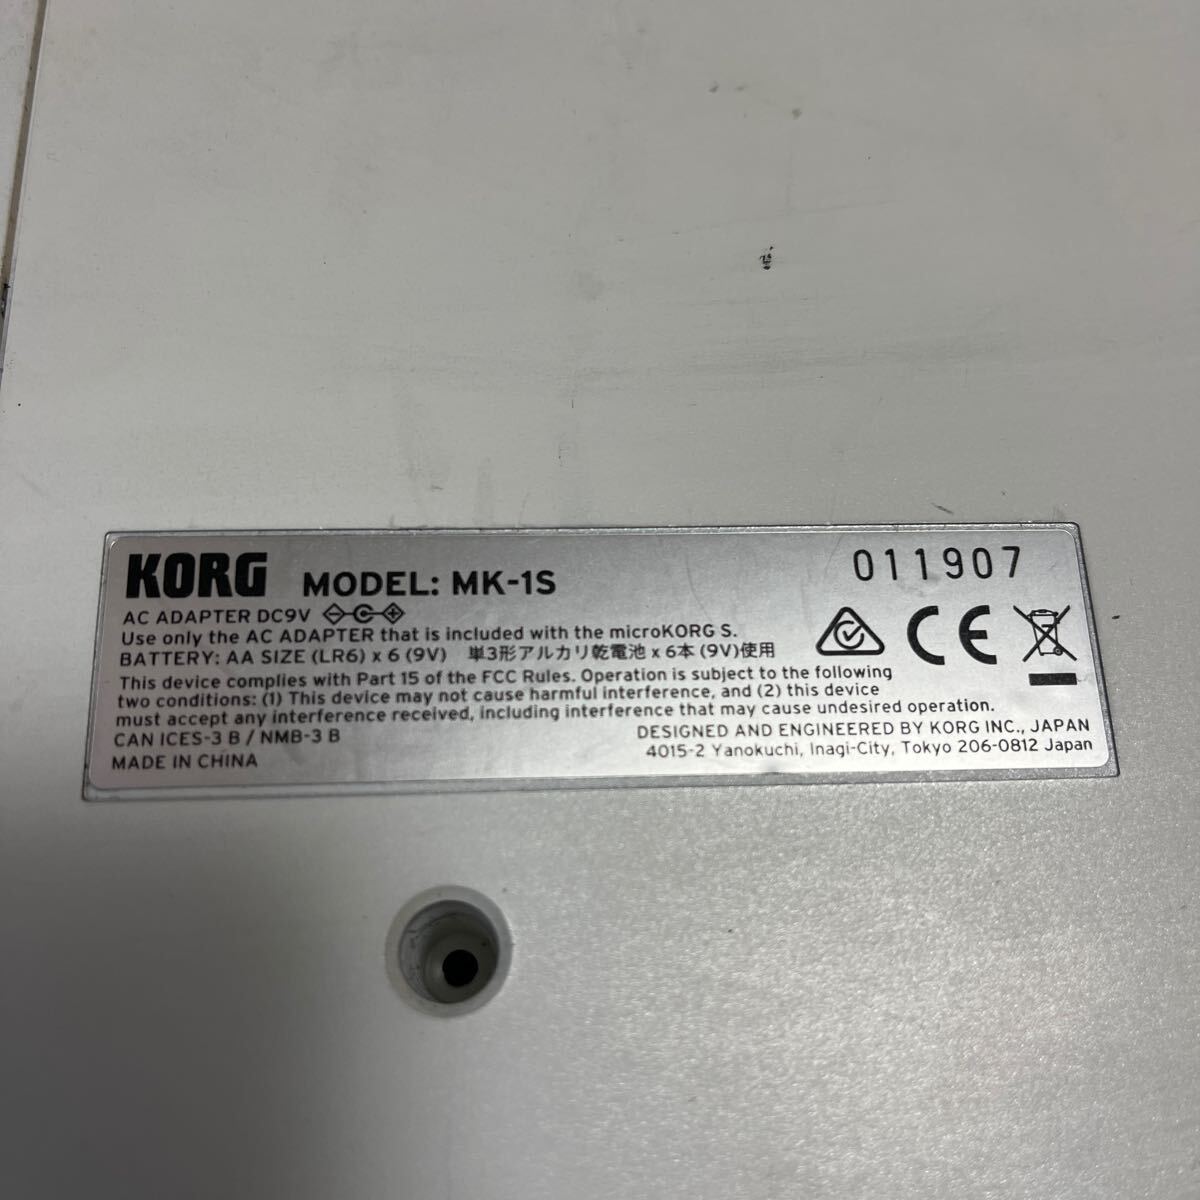 KORG MODEL: MK-1S 011907
AC ADAPTER DC9V
Use only the AC ADAPTER that is included with the microKORG S.
BATTERY: AA SIZE (LR6) x 6 (9V) 単3形アルカリ乾電池 x 6本 (9V)使用
This device complies with Part 15 of the FCC Rules. Operation is subject to the following
two conditions: (1) This device may not cause harmful interference, and (2) this device
must accept any interference received, including interference that may cause undesired operation.
CAN ICES-3 B / NMB-3 B
MADE IN CHINA
CE
DESIGNED AND ENGINEERED BY KORG INC., JAPAN
4015-2 Yanokuchi, Inagi-City, Tokyo 206-0812 Japan